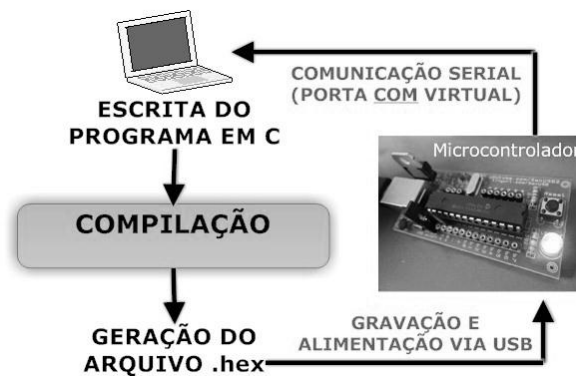 COMUNICAÇÃO SERIAL
(PORTA COM VIRTUAL)
ESCRITA DO
PROGRAMA EM C
Microcontrolador
COMPILAÇÃO
GERAÇÃO DO
ARQUIVO .hex
GRAVAÇÃO E
ALIMENTAÇÃO VIA USB